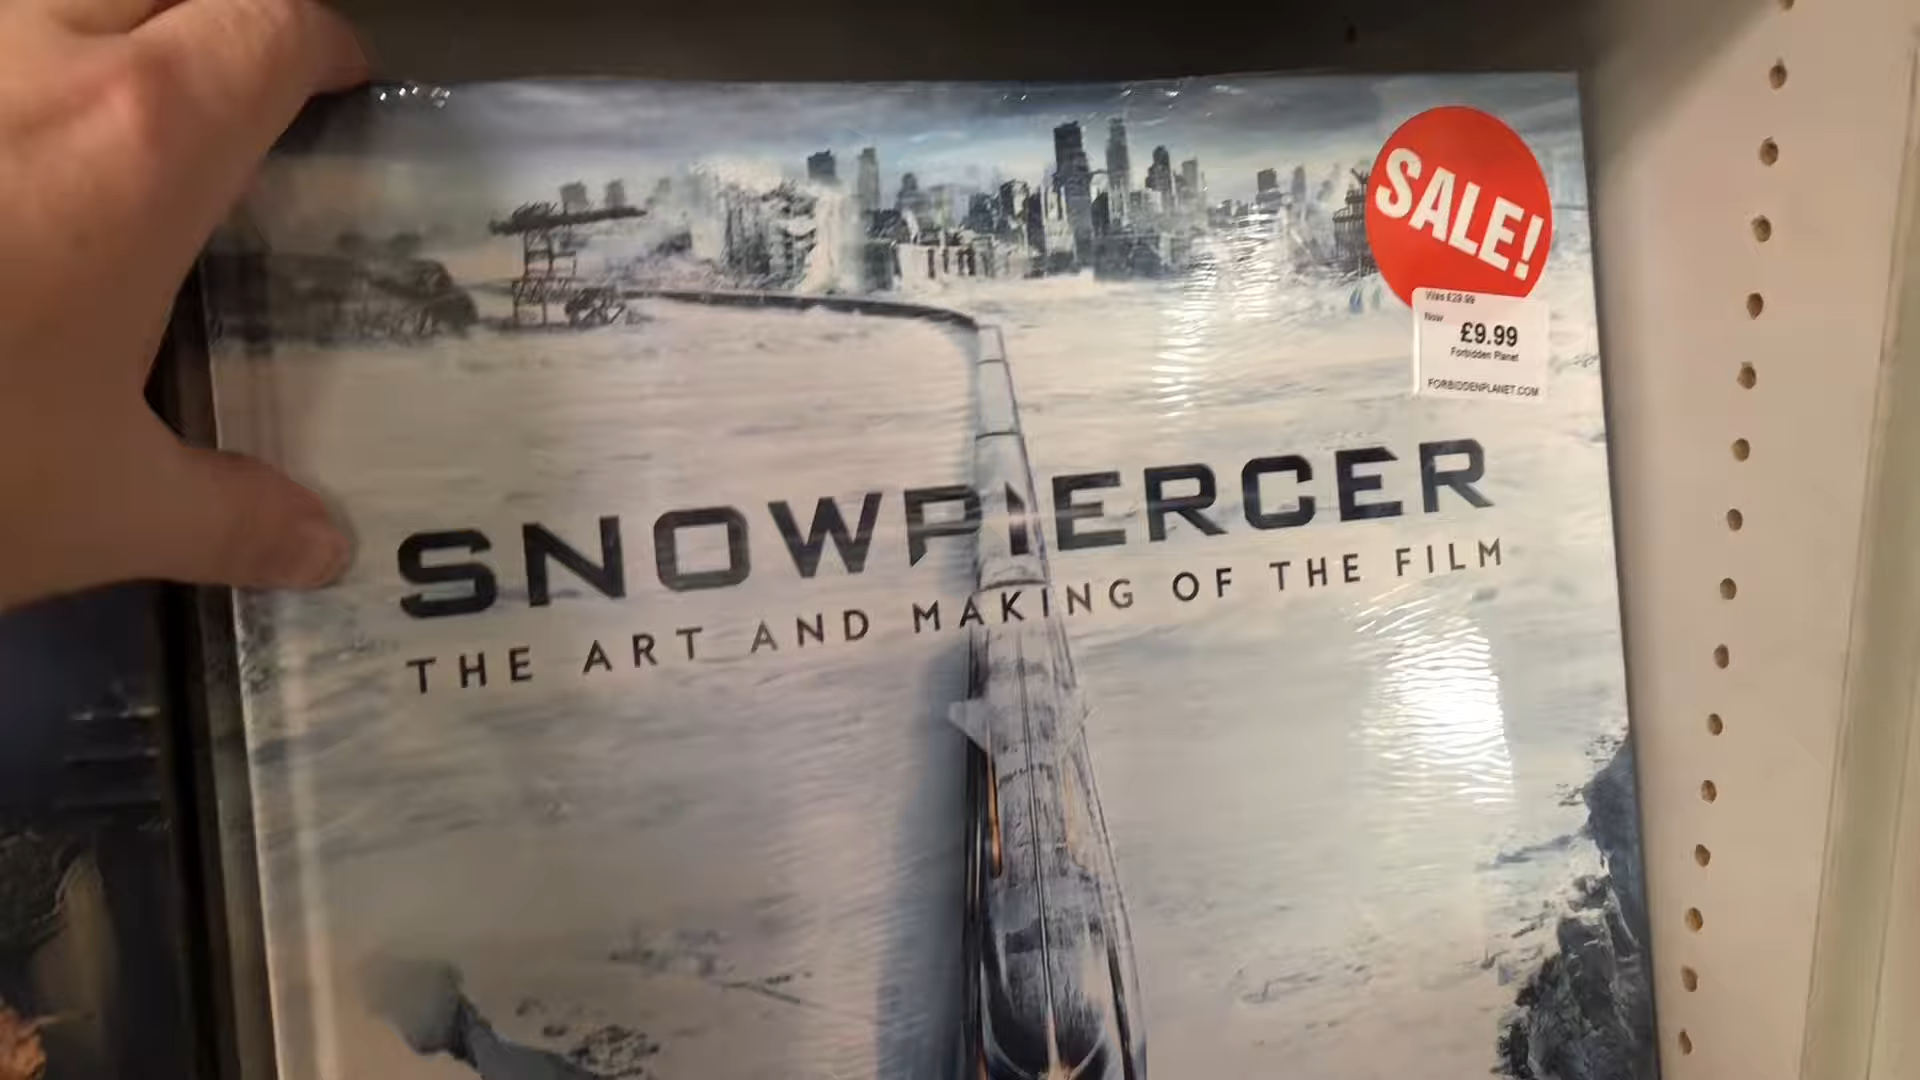 SALE!
Was £29.99
Now
£9.99
Forbidden Planet
FORBIDDENPLANET.COM
SNOWPIERCER
THE ART AND MAKING OF THE FILM